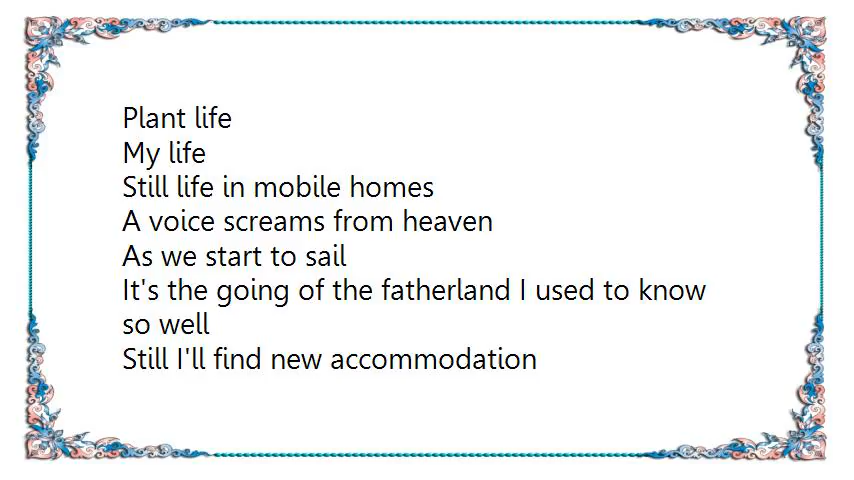 Plant life
My life
Still life in mobile homes
A voice screams from heaven
As we start to sail
It's the going of the fatherland I used to know
so well
Still I'll find new accommodation